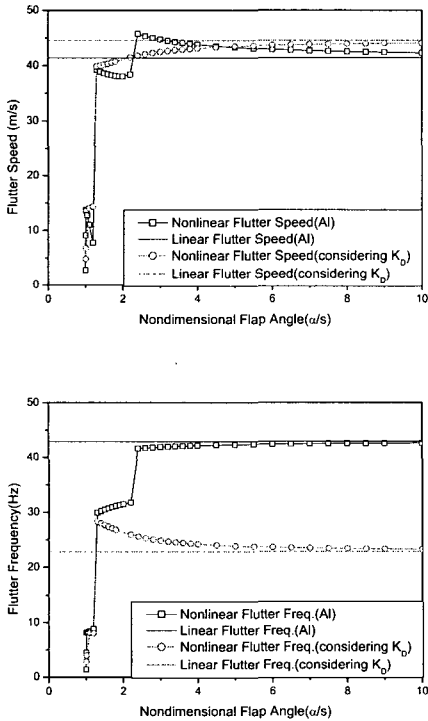 50
40
30
20
10
0
Flutter Speed (m/s)
Nonlinear Flutter Speed(Al)
Linear Flutter Speed(Al)
Nonlinear Flutter Speed(considering K_D)
Linear Flutter Speed(considering K_D)
0 2 4 6 8 10
Nondimensional Flap Angle(α/s)
50
40
30
20
10
0
Flutter Frequency(Hz)
Nonlinear Flutter Freq.(Al)
Linear Flutter Freq.(Al)
Nonlinear Flutter Freq.(considering K_D)
Linear Flutter Freq.(considering K_D)
0 2 4 6 8 10
Nondimensional Flap Angle(α/s)